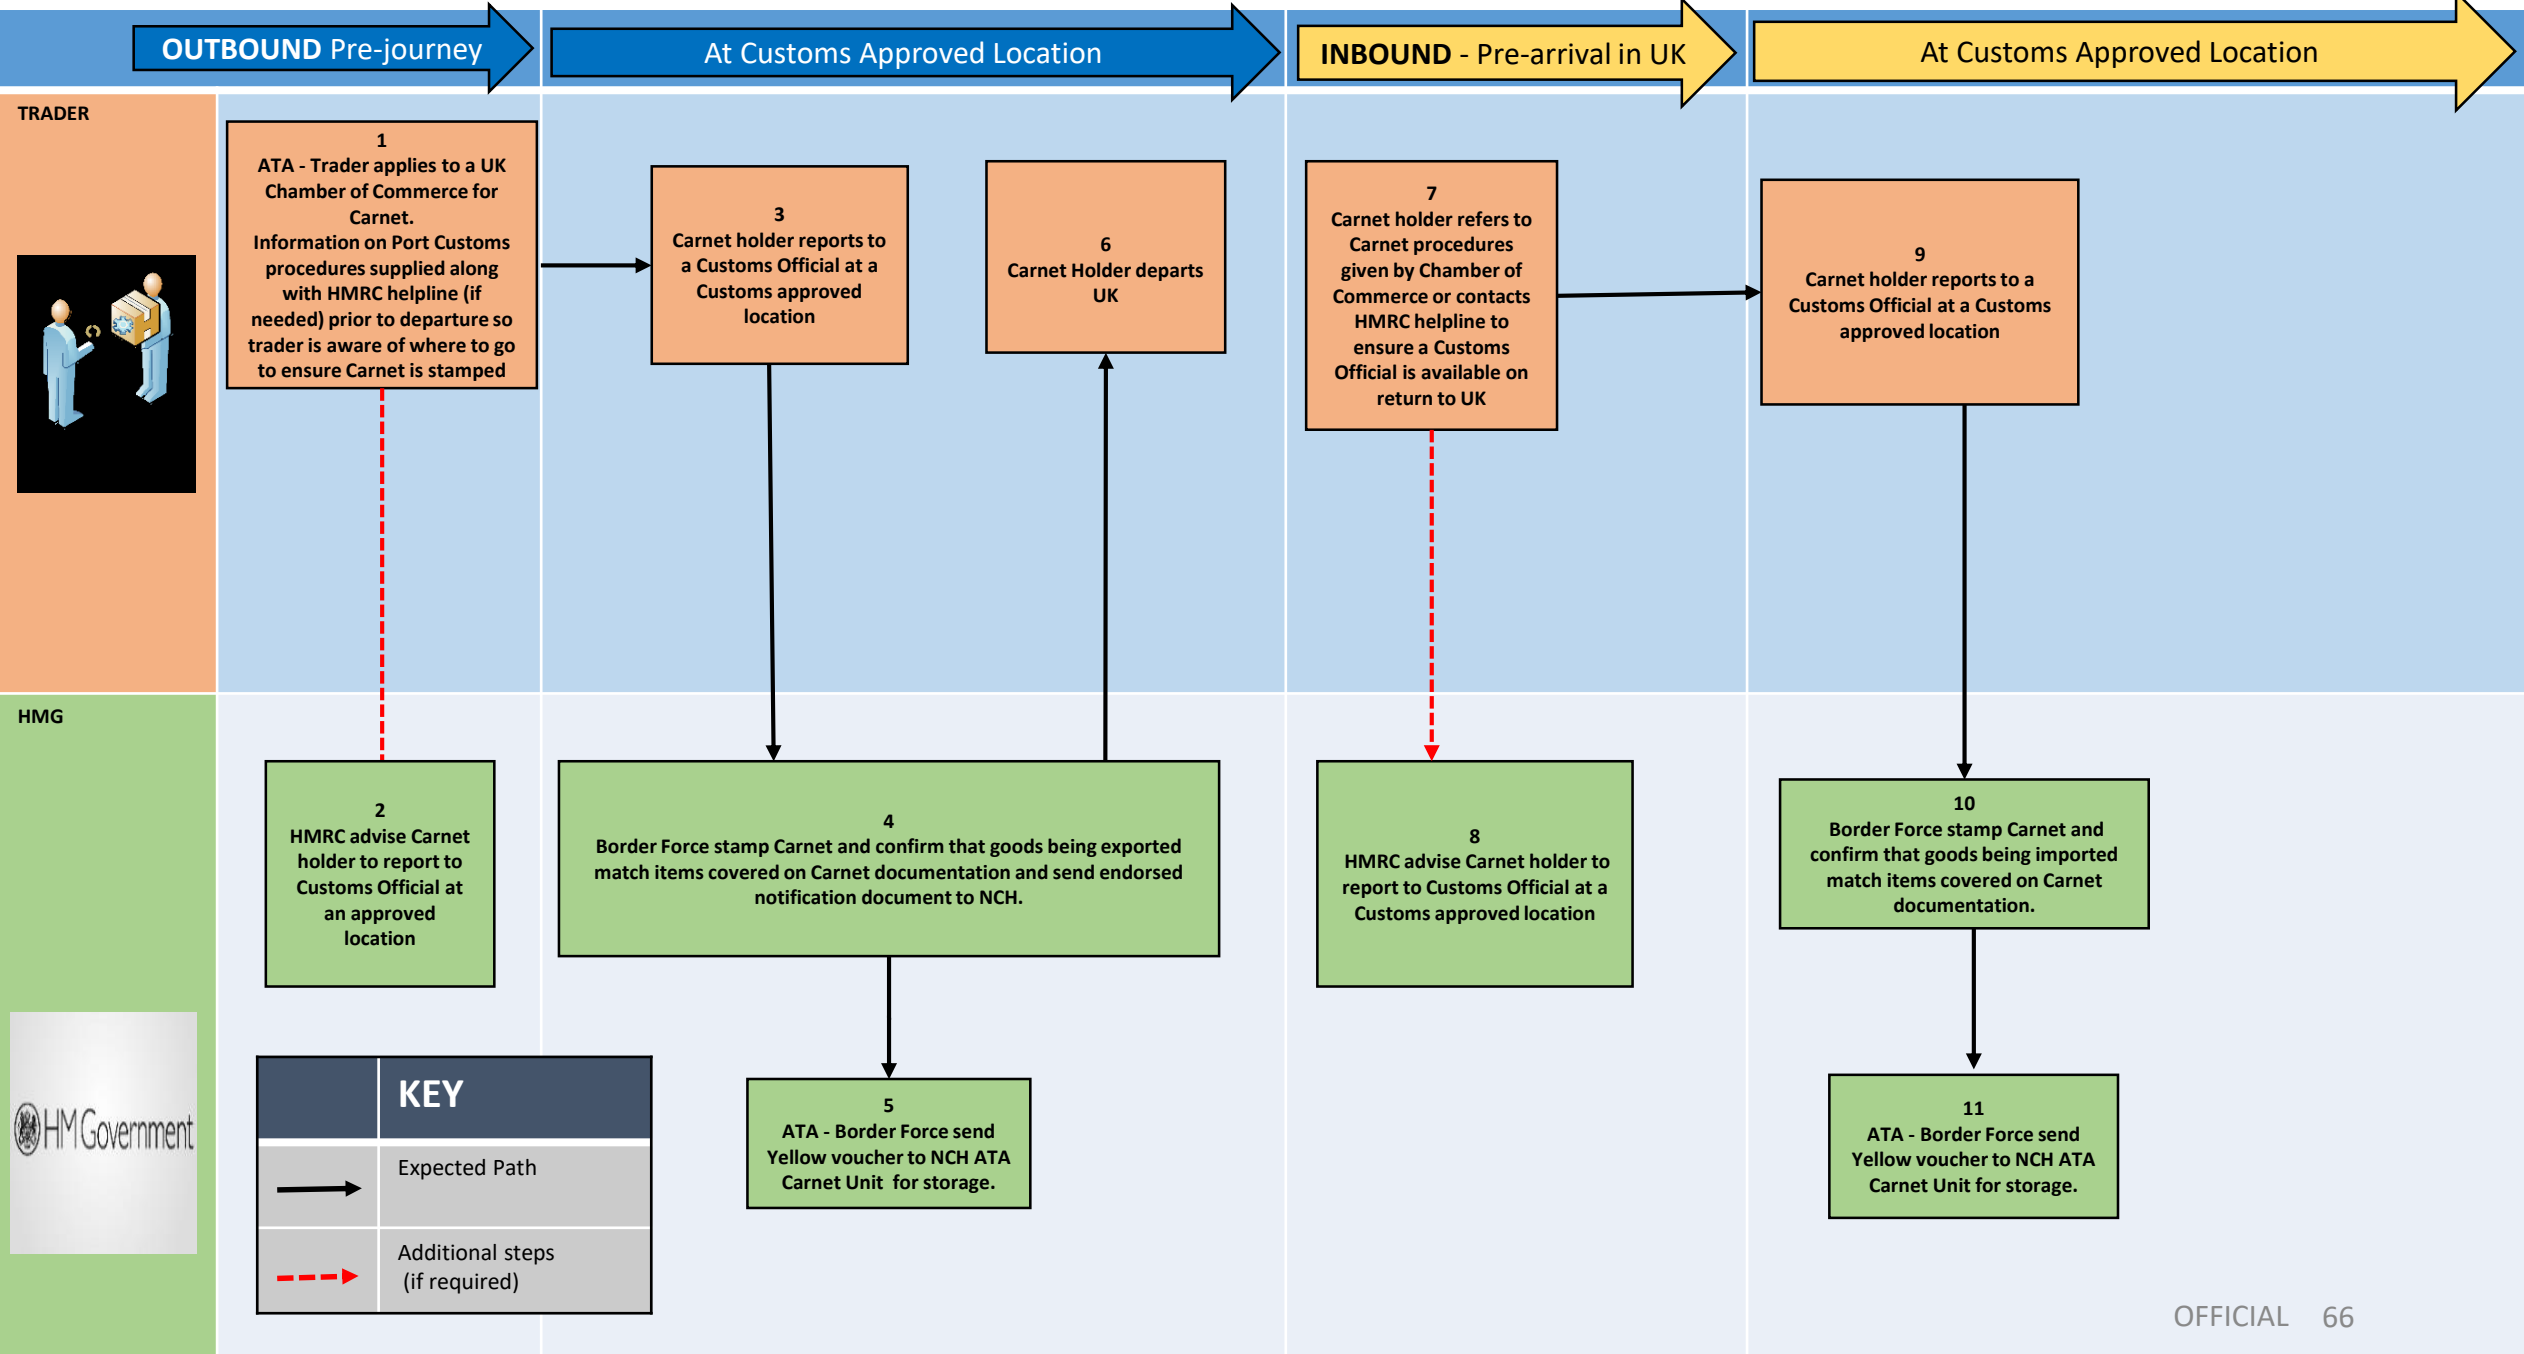 OUTBOUND Pre-journey
At Customs Approved Location
INBOUND - Pre-arrival in UK
At Customs Approved Location
TRADER
1
ATA - Trader applies to a UK
Chamber of Commerce for
Carnet.
Information on Port Customs
procedures supplied along
with HMRC helpline (if
needed) prior to departure so
trader is aware of where to go
to ensure Carnet is stamped
3
Carnet holder reports to
a Customs Official at a
Customs approved
location
6
Carnet Holder departs
UK
7
Carnet holder refers to
Carnet procedures
given by Chamber of
Commerce or contacts
HMRC helpline to
ensure a Customs
Official is available on
return to UK
9
Carnet holder reports to a
Customs Official at a Customs
approved location
HMG
2
HMRC advise Carnet
holder to report to
Customs Official at
an approved
location
4
Border Force stamp Carnet and confirm that goods being exported
match items covered on Carnet documentation and send endorsed
notification document to NCH.
8
HMRC advise Carnet holder to
report to Customs Official at a
Customs approved location
10
Border Force stamp Carnet and
confirm that goods being imported
match items covered on Carnet
documentation.
HM Government
KEY
Expected Path
Additional steps
(if required)
5
ATA - Border Force send
Yellow voucher to NCH ATA
Carnet Unit for storage.
11
ATA - Border Force send
Yellow voucher to NCH ATA
Carnet Unit for storage.
OFFICIAL 66